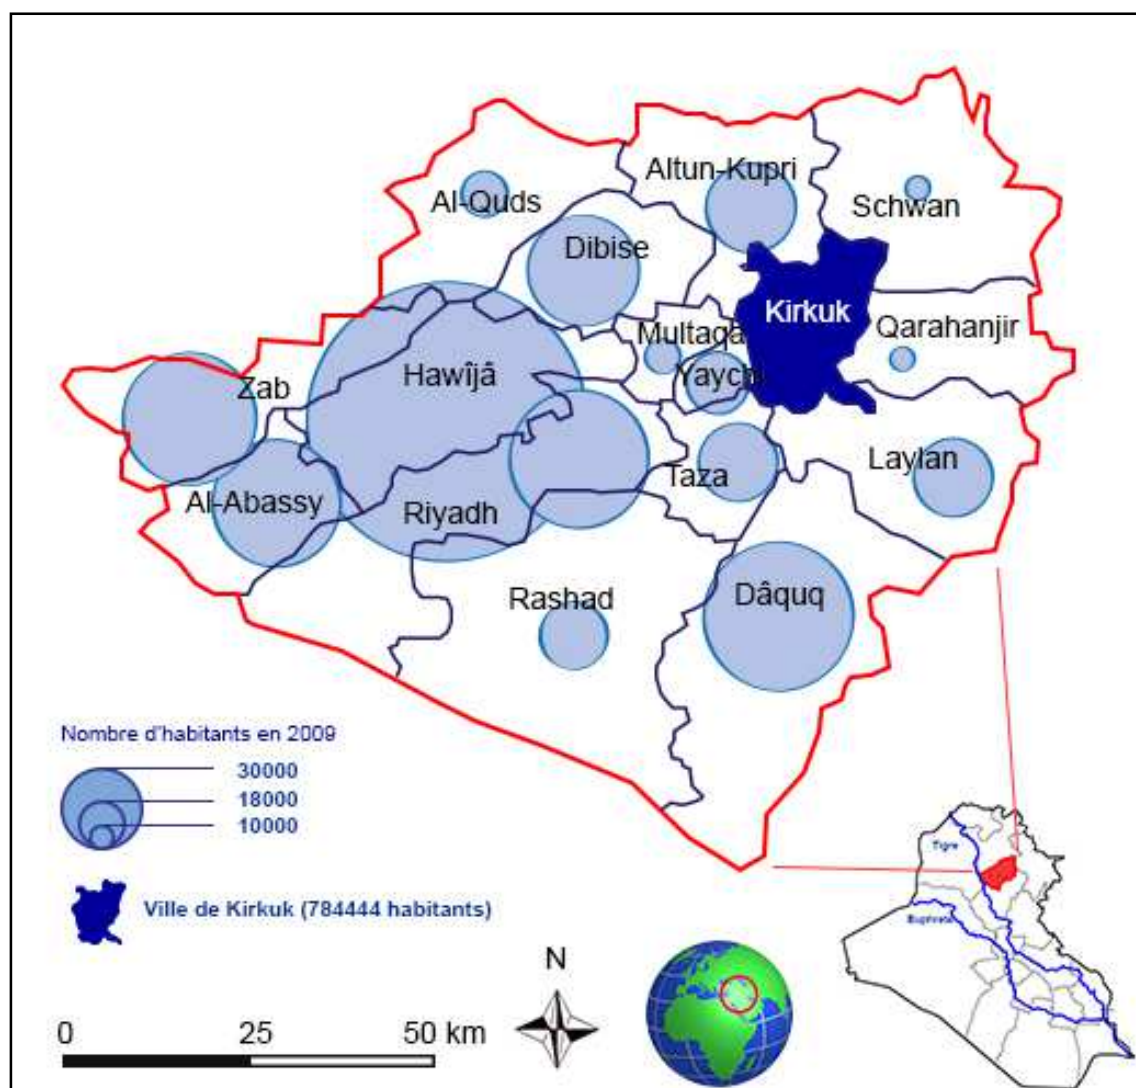 Altun-Kupri
Al-Quds
Schwan
Dibise
Kirkuk
Multaqa
Qarahanjir
Zab
Hawîjâ
Yaychi
Laylan
Taza
Al-Abassy
Riyadh
Rashad
Dâquq
Nombre d'habitants en 2009
30000
18000
10000
Ville de Kirkuk (784444 habitants)
Tigre
Euphrate
N
0 25 50 km